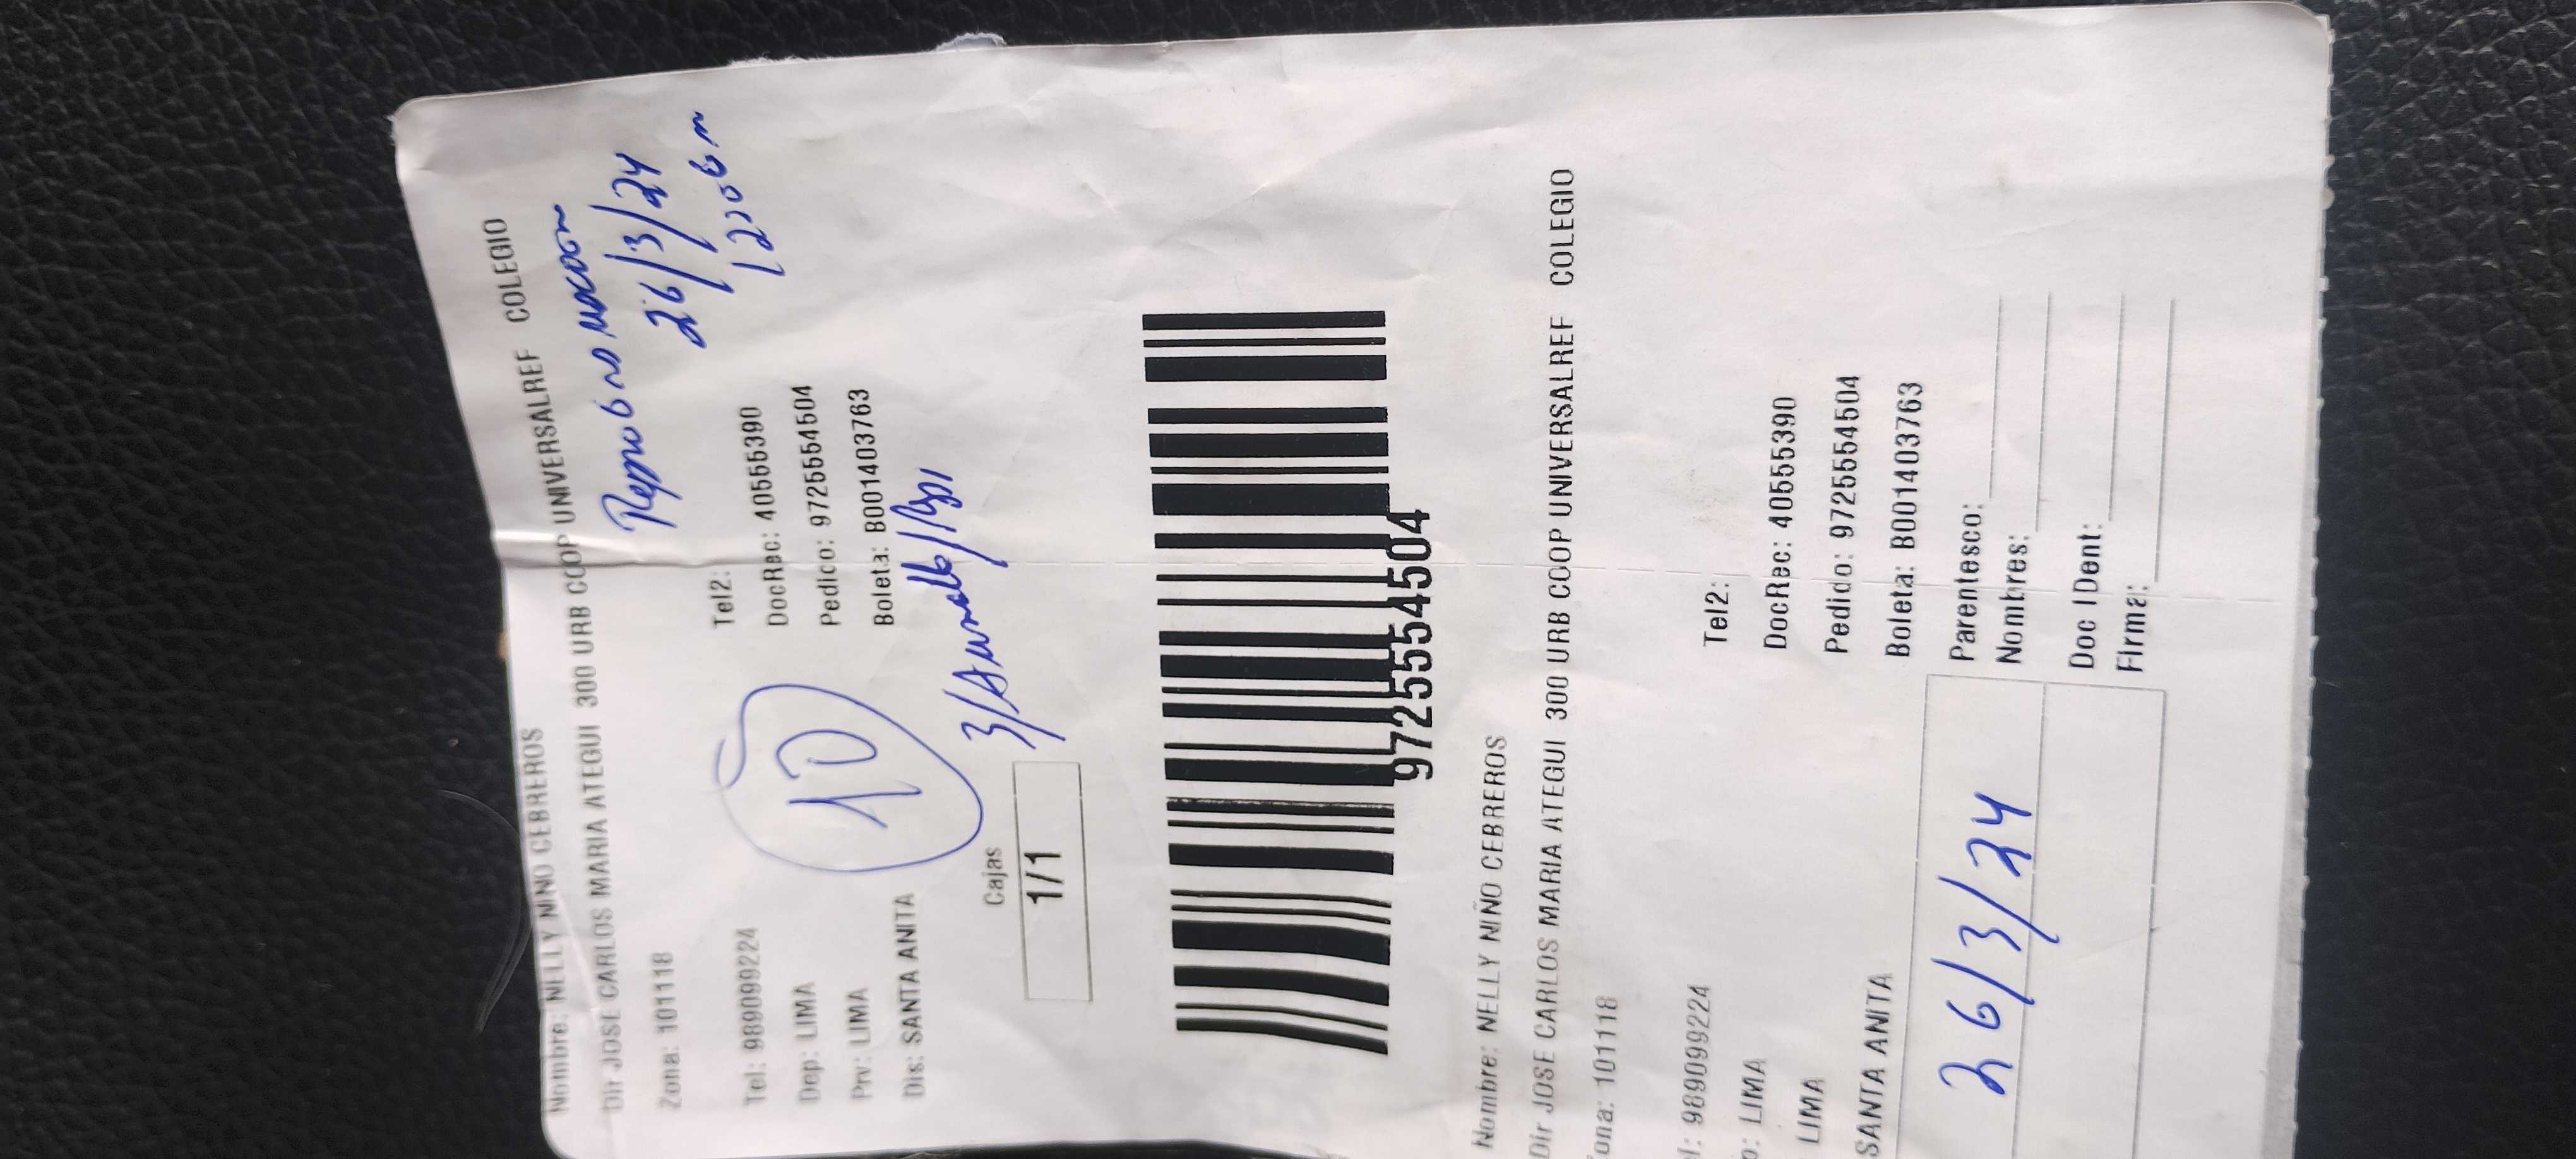 Nombre: NELLY NIÑO CEBREROS
Dir JOSE CARLOS MARIA ATEGUI 300 URB COOP UNIVERSALREF COLEGIO
Zona: 101118
26/3/24
Tel: 989099224 Tel2:
Dep: LIMA DocRec: 40555390
Prv: LIMA Pedido: 9725554504
Dis: SANTA ANITA Boleta: B001403763
10
3/Amarillo/
Cajas
1/1
9725554504
Nombre: NELLY NIÑO CEBREROS
Dir JOSE CARLOS MARIA ATEGUI 300 URB COOP UNIVERSALREF COLEGIO
ona: 101118
l: 989099224 Tel2:
p: LIMA DocRec: 40555390
LIMA Pedido: 9725554504
SANTA ANITA Boleta: B001403763
26/3/24
Parentesco:
Nombres:
Doc IDent:
Firma: